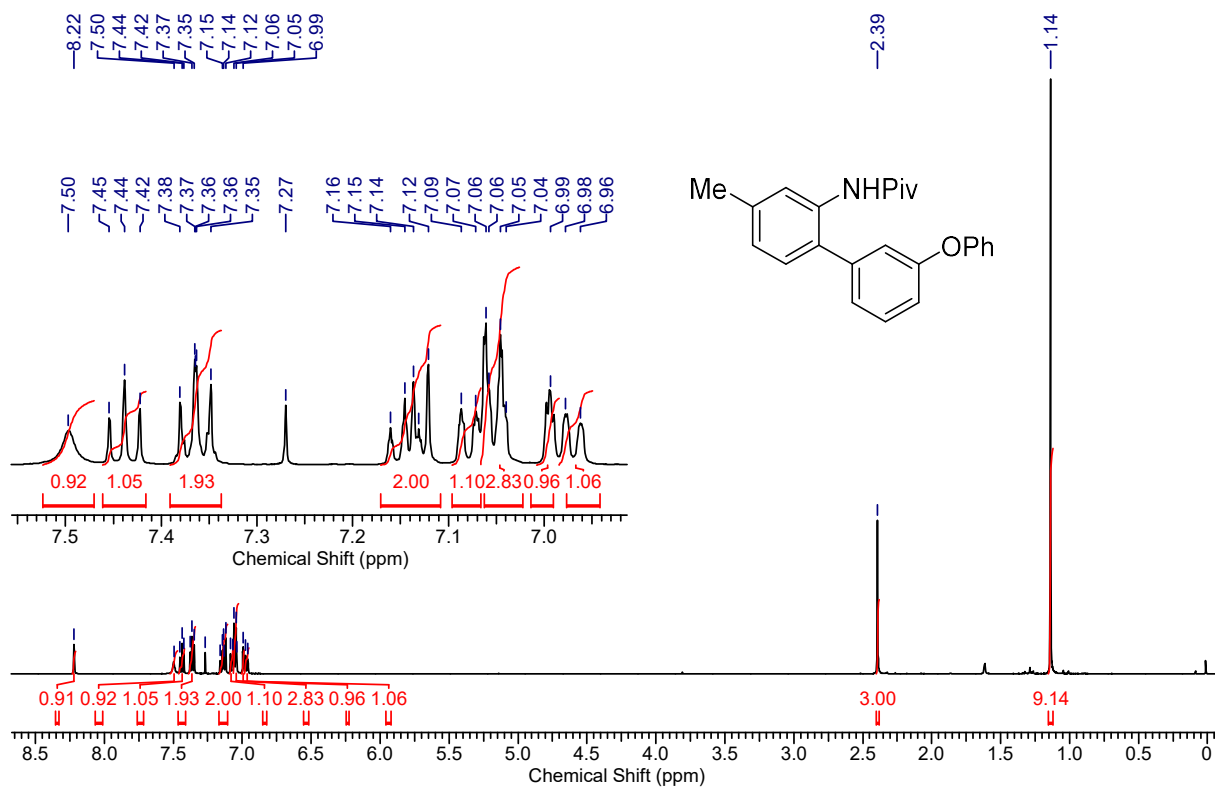 8.22 7.50 7.44 7.42 7.37 7.35 7.15 7.14 7.12 7.06 7.05 6.99
2.39
1.14
7.50 7.45 7.44 7.42 7.38 7.37 7.36 7.36 7.35 7.27 7.16 7.15 7.14 7.12 7.09 7.07 7.06 7.06 7.05 7.04 6.99 6.98 6.96
Me
NHPiv
OPh
0.92 1.05 1.93 2.00 1.10 2.83 0.96 1.06
7.5 7.4 7.3 7.2 7.1 7.0
Chemical Shift (ppm)
0.91 0.92 1.05 1.93 2.00 1.10 2.83 0.96 1.06 3.00 9.14
8.5 8.0 7.5 7.0 6.5 6.0 5.5 5.0 4.5 4.0 3.5 3.0 2.5 2.0 1.5 1.0 0.5 0
Chemical Shift (ppm)